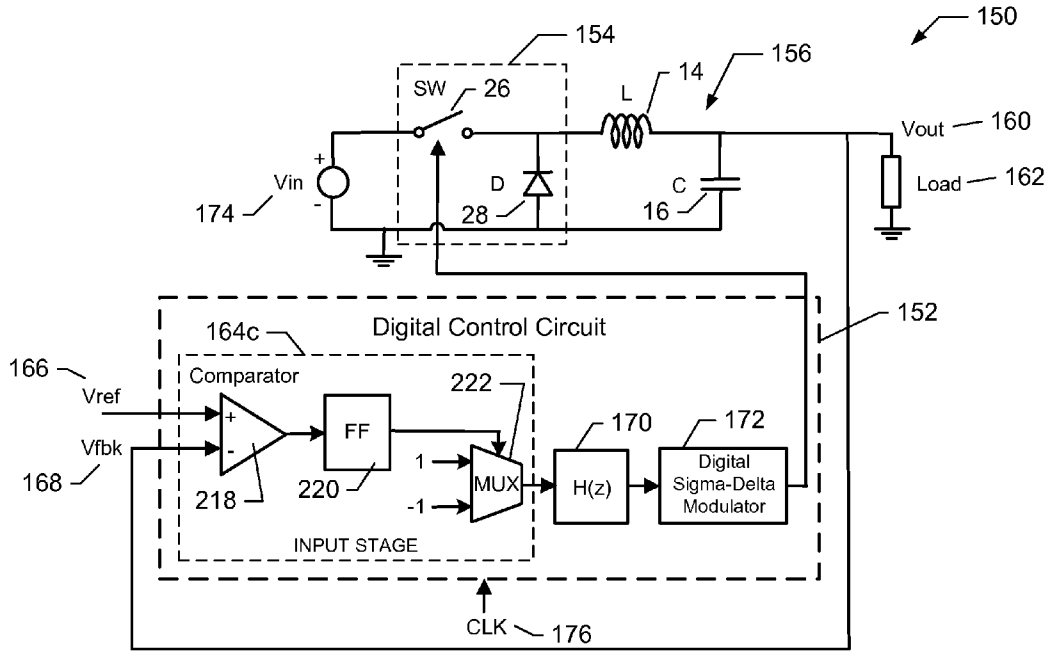 150
154
SW
26
14
L
156
Vout
160
+
Vin
-
174
D
28
C
16
Load
162
Digital Control Circuit
152
164c
166
Vref
Comparator
222
+
FF
170
172
Vfbk
-
1
MUX
H(z)
Digital
Sigma-Delta
Modulator
168
218
220
-1
INPUT STAGE
CLK
176